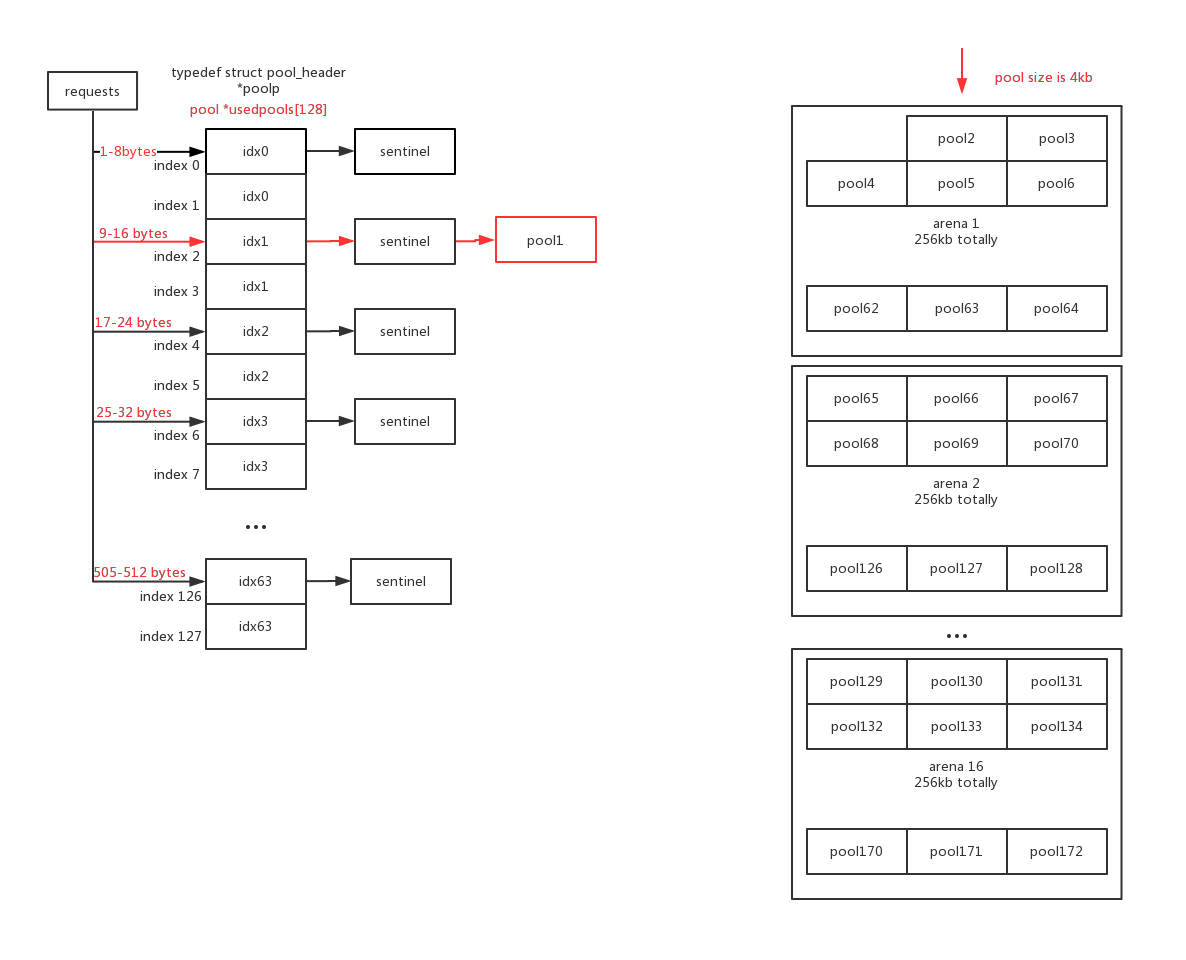 typedef struct pool_header
*poolp
requests
pool *usedpools[128]
1-8bytes
index 0
idx0
sentinel
index 1
idx0
9-16 bytes
index 2
idx1
sentinel
pool1
index 3
idx1
17-24 bytes
index 4
idx2
sentinel
index 5
idx2
25-32 bytes
index 6
idx3
sentinel
index 7
idx3
...
505-512 bytes
index 126
idx63
sentinel
index 127
idx63
pool size is 4kb
pool2 pool3
pool4 pool5 pool6
arena 1
256kb totally
pool62 pool63 pool64
pool65 pool66 pool67
pool68 pool69 pool70
arena 2
256kb totally
pool126 pool127 pool128
...
pool129 pool130 pool131
pool132 pool133 pool134
arena 16
256kb totally
pool170 pool171 pool172